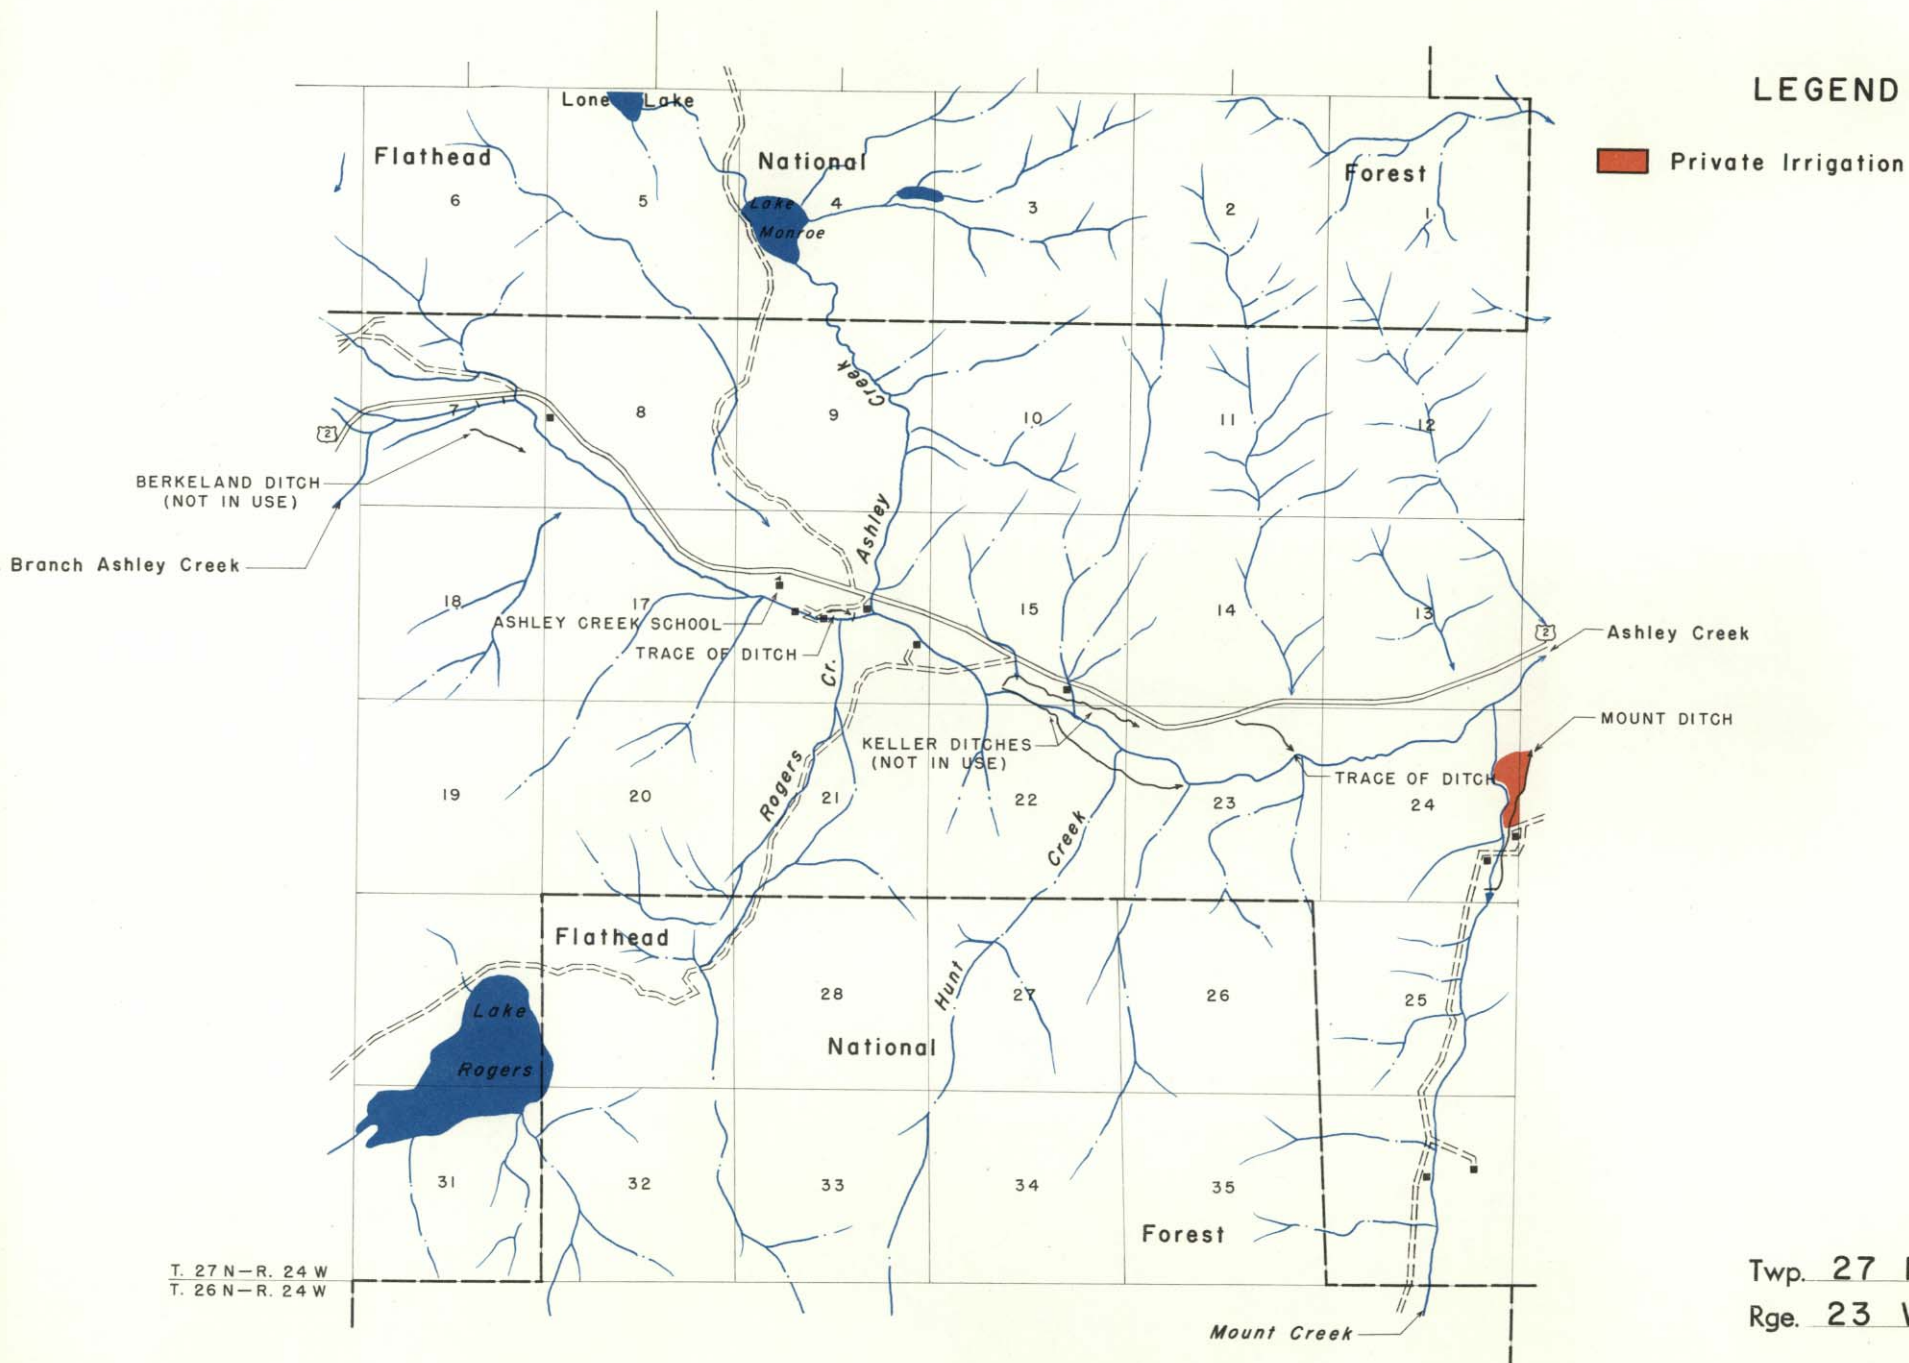 LEGEND
Private Irrigation
Lone Lake
Flathead National Forest
6 5 4 3 2 1
Lake
Monroe
7 8 9 10 11 12
Creek
2
BERKELAND DITCH
(NOT IN USE)
Ashley
Branch Ashley Creek
18 17 15 14 13
ASHLEY CREEK SCHOOL
TRACE OF DITCH
2
Ashley Creek
Cr.
MOUNT DITCH
KELLER DITCHES
(NOT IN USE)
TRACE OF DITCH
Rogers
19 20 21 22 23 24
Creek
Flathead
Hunt
28 27 26 25
Lake
Rogers
National
31 32 33 34 35
Forest
T. 27 N–R. 24 W
T. 26 N–R. 24 W
Twp. 27
Rge. 23
Mount Creek